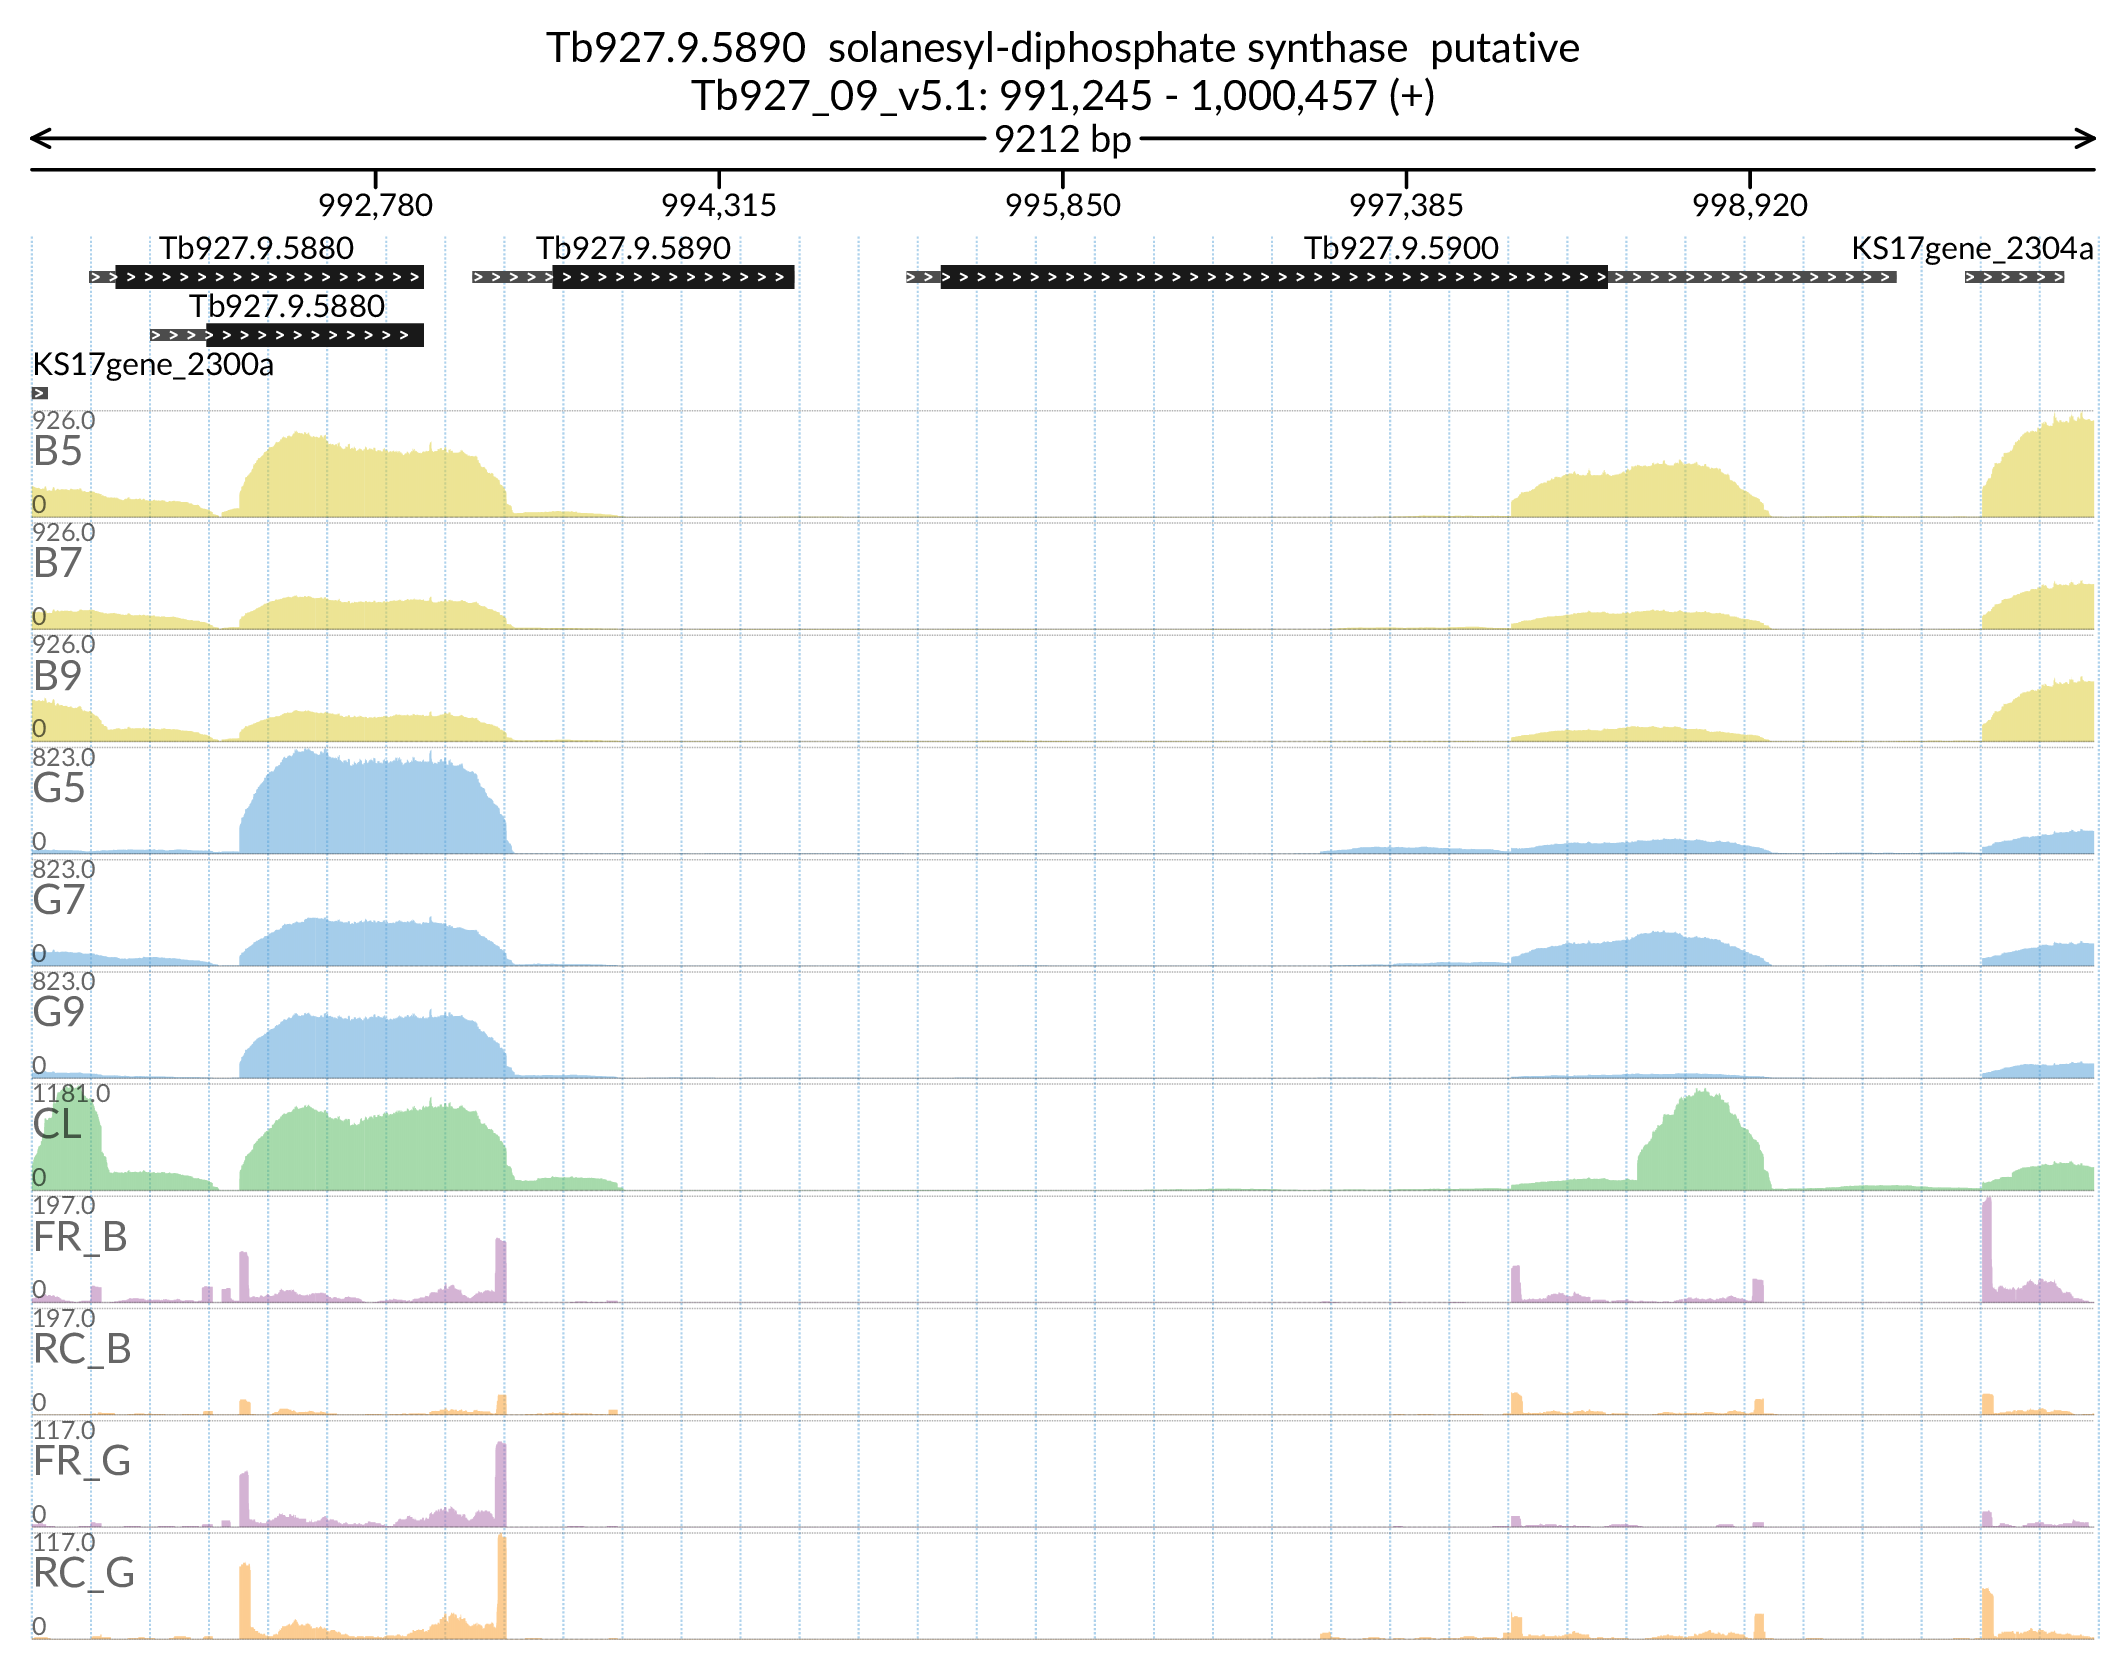 Tb927.9.5890 solanesyl-diphosphate synthase putative
Tb927_09_v5.1: 991,245 - 1,000,457 (+)
9212 bp
992,780 994,315 995,850 997,385 998,920
Tb927.9.5880 Tb927.9.5890 Tb927.9.5900 KS17gene_2304a
Tb927.9.5880
KS17gene_2300a
926.0
B5
0
926.0
B7
0
926.0
B9
0
823.0
G5
0
823.0
G7
0
823.0
G9
0
1181.0
CL
0
197.0
FR_B
0
197.0
RC_B
0
117.0
FR_G
0
117.0
RC_G
0